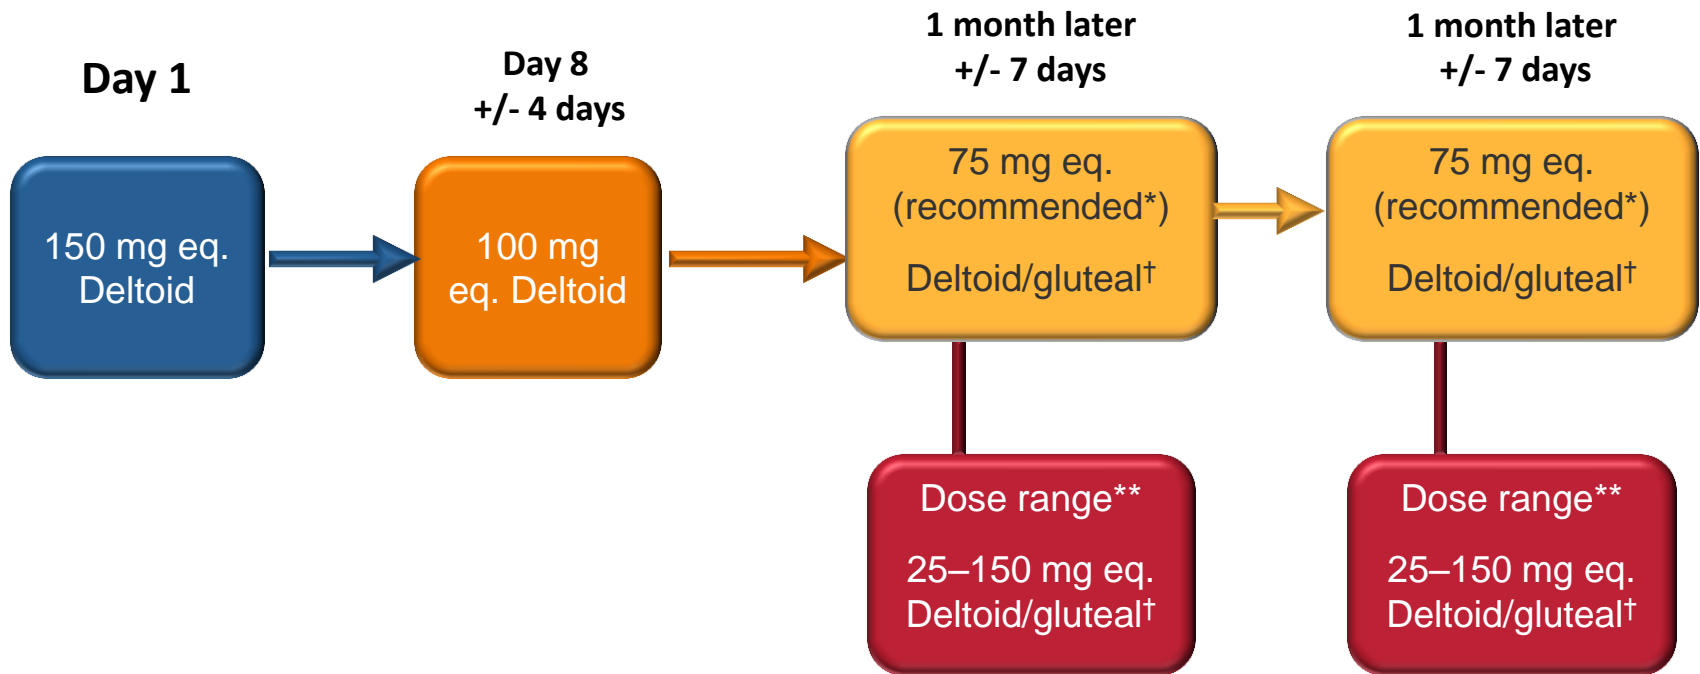 Day 1
150 mg eq.
Deltoid
Day 8
+/- 4 days
100 mg
eq. Deltoid
1 month later
+/- 7 days
75 mg eq.
(recommended*)
Deltoid/gluteal†
Dose range**
25–150 mg eq.
Deltoid/gluteal†
1 month later
+/- 7 days
75 mg eq.
(recommended*)
Deltoid/gluteal†
Dose range**
25–150 mg eq.
Deltoid/gluteal†